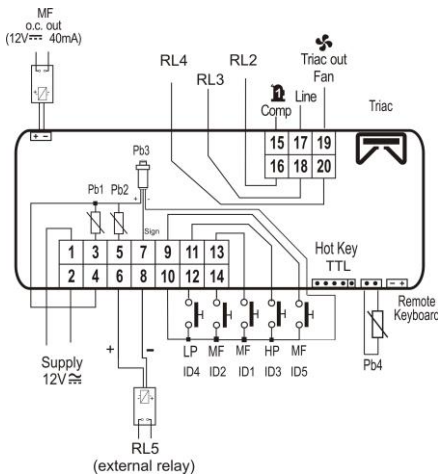 MF
o.c. out
(12V⎓ 40mA)
RL4
RL3
RL2
Triac out
Fan
1
Comp
Line
Triac
+ -
15 17 19
16 18 20
Pb3
Pb1
Pb2
+ -
Sign
1 3 5 7 9 11 13
2 4 6 8 10 12 14
Hot Key
TTL
- +
Remote
Keyboard
Supply
12V≂
+ -
LP MF MF HP MF
ID4 ID2 ID1 ID3 ID5
Pb4
RL5
(external relay)